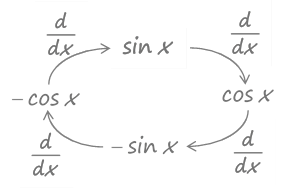 d/dx
d/dx
sin x
− cos x
cos x
− sin x
d/dx
d/dx